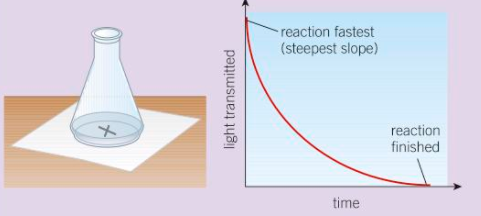 reaction fastest
(steepest slope)
light transmitted
reaction
finished
time